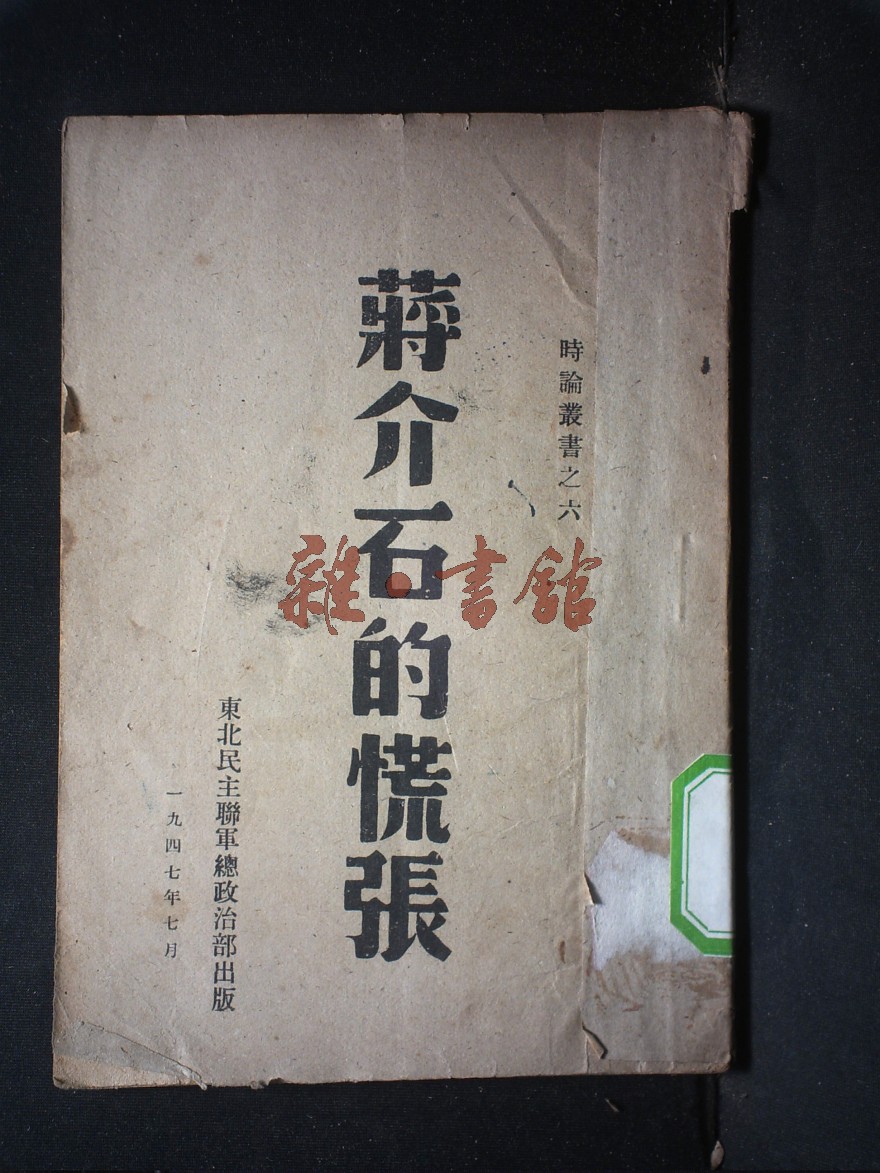 時論叢書之六
蔣介石的慌張
東北民主聯軍總政治部出版
一九四七年七月
雜·書館